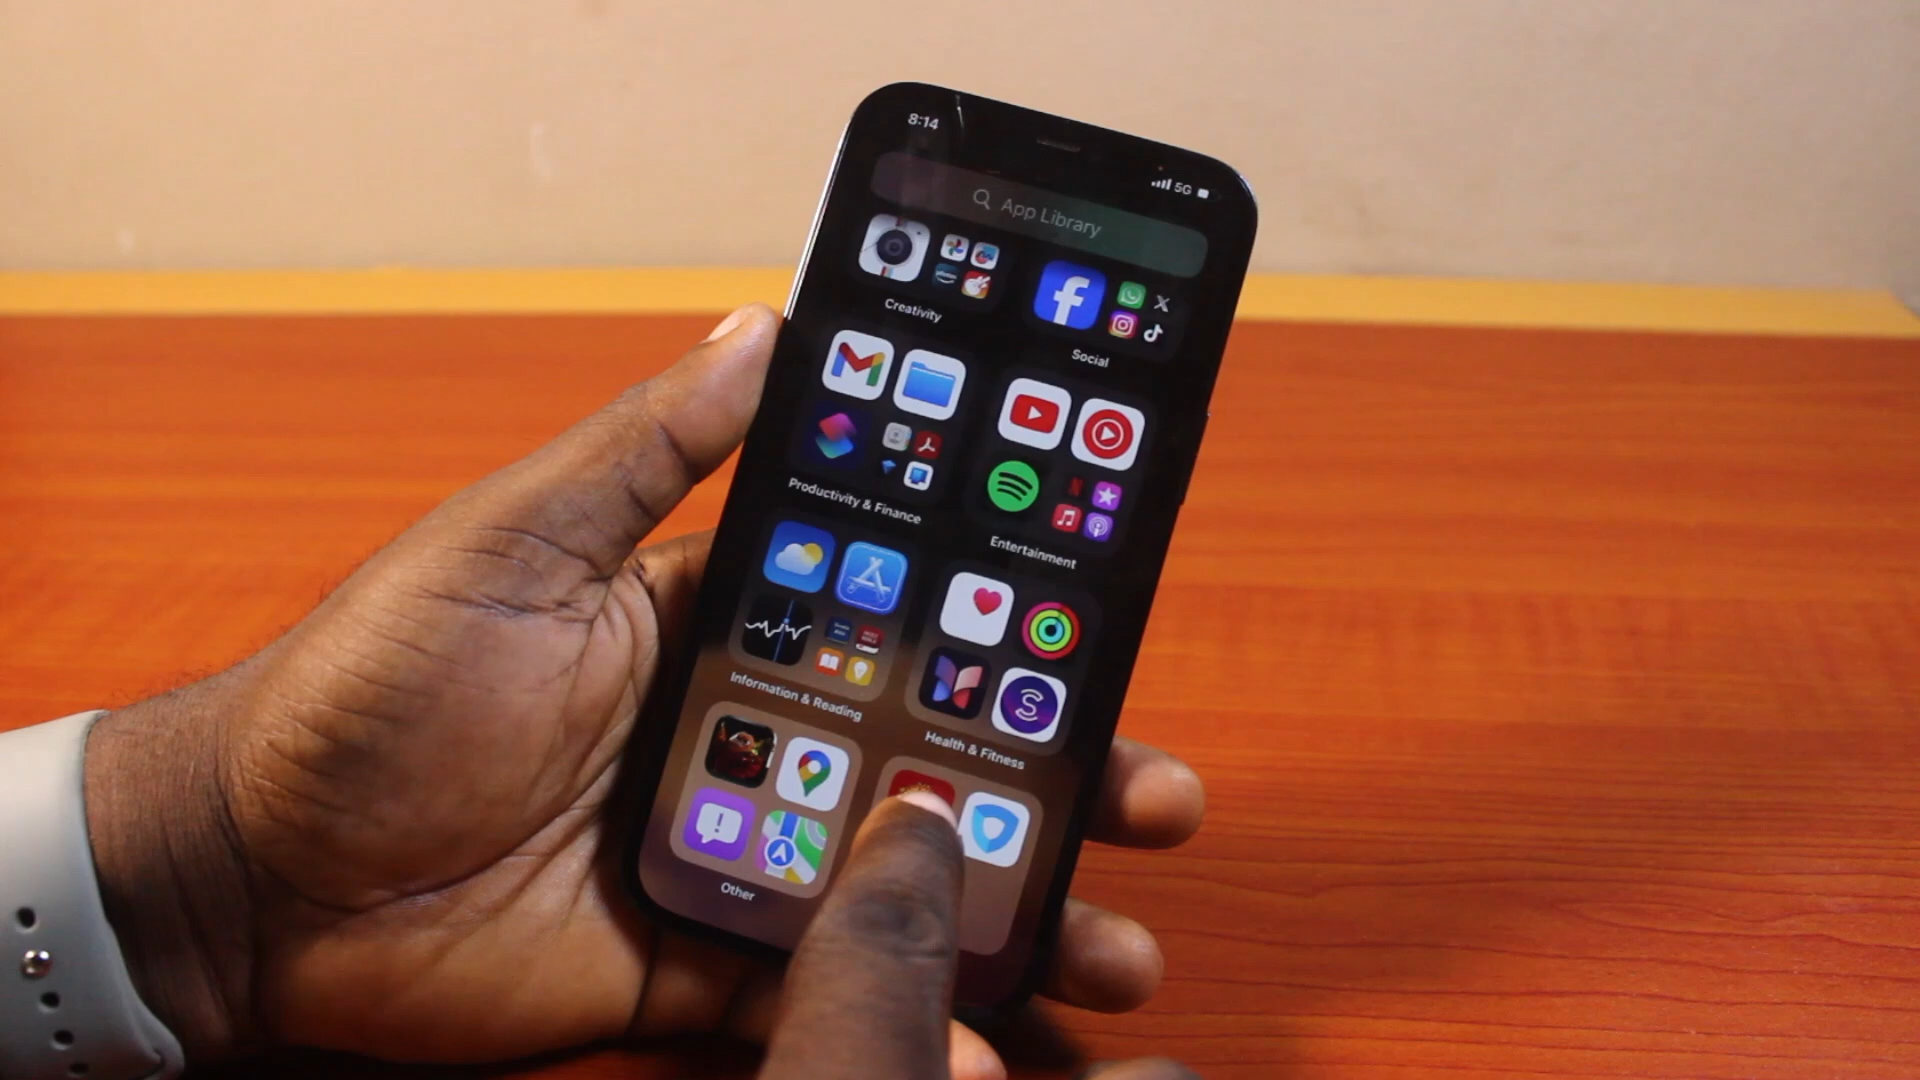 8:14
5G
App Library
Creativity
Social
Productivity & Finance
Entertainment
Information & Reading
Health & Fitness
Other